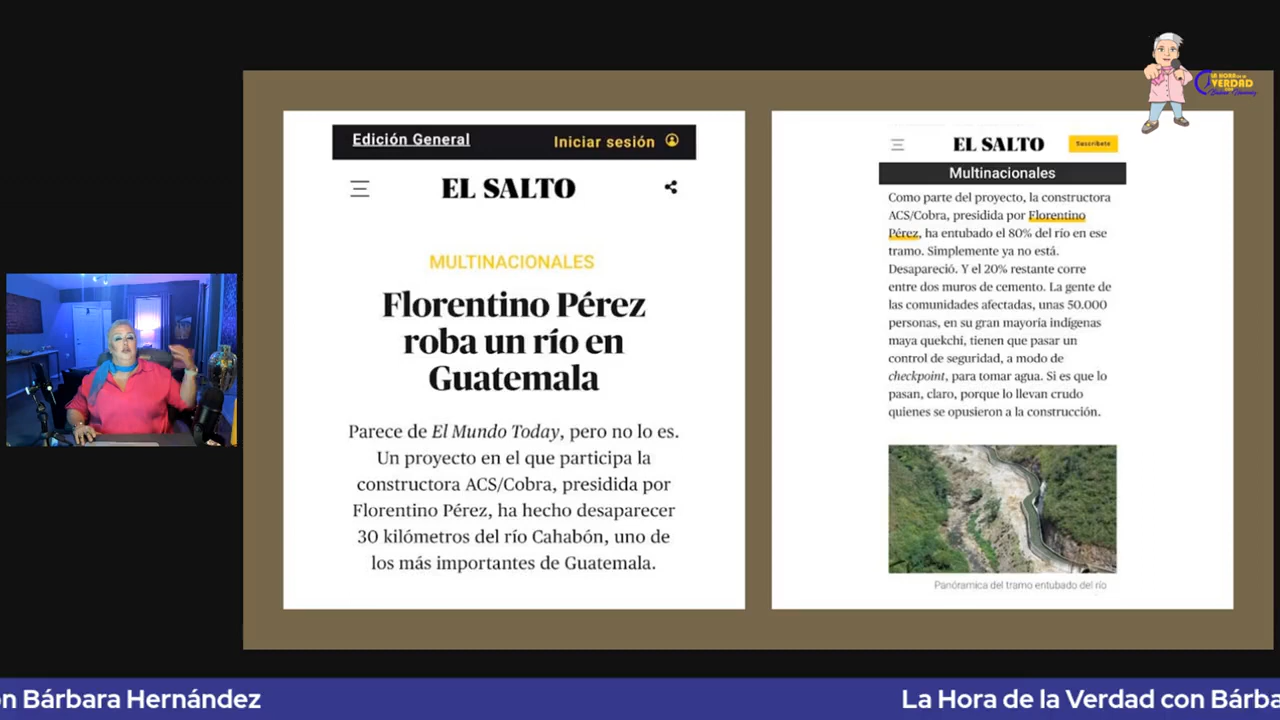 LA HORA DE LA
VERDAD
CON
Edición General
Iniciar sesión
EL SALTO
MULTINACIONALES
Florentino Pérez
roba un río en
Guatemala
Parece de El Mundo Today, pero no lo es.
Un proyecto en el que participa la
constructora ACS/Cobra, presidida por
Florentino Pérez, ha hecho desaparecer
30 kilómetros del río Cahabón, uno de
los más importantes de Guatemala.
EL SALTO
Suscríbete
Multinacionales
Como parte del proyecto, la constructora
ACS/Cobra, presidida por Florentino
Pérez, ha entubado el 80% del río en ese
tramo. Simplemente ya no está.
Desapareció. Y el 20% restante corre
entre dos muros de cemento. La gente de
las comunidades afectadas, unas 50.000
personas, en su gran mayoría indígenas
maya quekchí, tienen que pasar un
control de seguridad, a modo de
checkpoint, para tomar agua. Si es que lo
pasan, claro, porque lo llevan crudo
quienes se opusieron a la construcción.
Panóramica del tramo entubado del río
on Bárbara Hernández
La Hora de la Verdad con Bárba